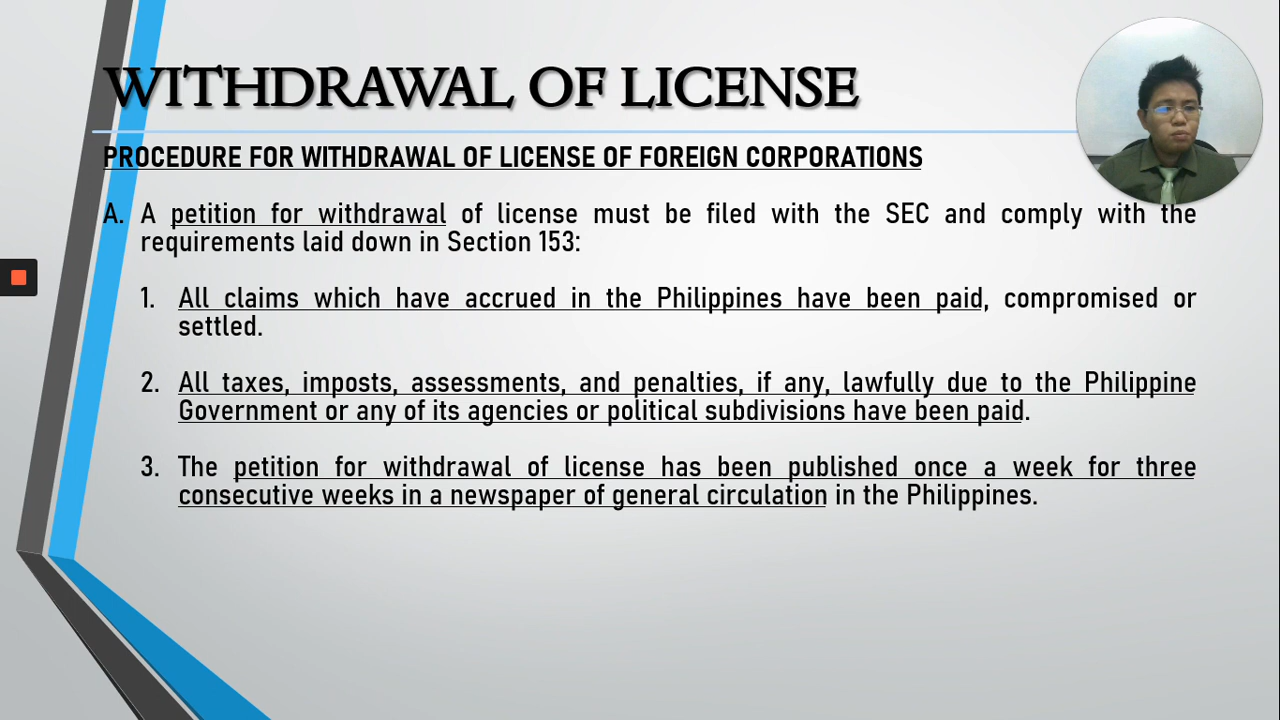 WITHDRAWAL OF LICENSE
PROCEDURE FOR WITHDRAWAL OF LICENSE OF FOREIGN CORPORATIONS
A. A petition for withdrawal of license must be filed with the SEC and comply with the
requirements laid down in Section 153:
1. All claims which have accrued in the Philippines have been paid, compromised or
settled.
2. All taxes, imposts, assessments, and penalties, if any, lawfully due to the Philippine
Government or any of its agencies or political subdivisions have been paid.
3. The petition for withdrawal of license has been published once a week for three
consecutive weeks in a newspaper of general circulation in the Philippines.